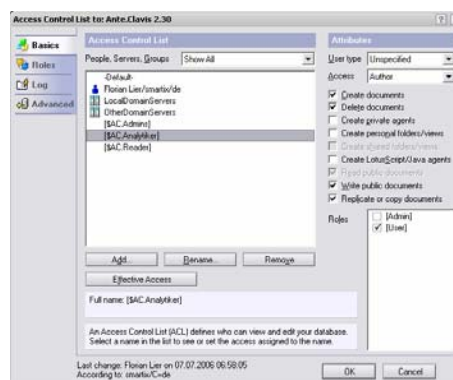 Access Control List to: Ante.Clavis 2.30
Basics
Roles
Log
Advanced
Access Control List
People, Servers, Groups Show All
-Default-
Florian Lier/smartix/de
LocalDomainServers
OtherDomainServers
[$AC.Admins]
[$AC.Analytiker]
[$AC.Reader]
Add... Rename... Remove
Effective Access
Full name: [$AC.Analytiker]
An Access Control List (ACL) defines who can view and edit your database.
Select a name in the list to see or set the access assigned to the name.
Attributes
User type Unspecified
Access Author
Create documents
Delete documents
Create private agents
Create personal folders/views
Create shared folders/views
Create LotusScript/Java agents
Read public documents
Write public documents
Replicate or copy documents
Roles
[Admin]
[User]
Last change: Florian Lier on 07.07.2006 06:58:05
According to: smartix/C=de
OK Cancel